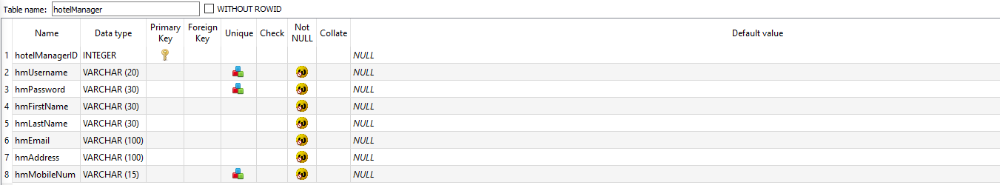 Table name: hotelManager WITHOUT ROWID
Name Data type Primary Key Foreign Key Unique Check Not NULL Collate Default value
1 hotelManagerID INTEGER NULL
2 hmUsername VARCHAR (20) NULL
3 hmPassword VARCHAR (30) NULL
4 hmFirstName VARCHAR (30) NULL
5 hmLastName VARCHAR (30) NULL
6 hmEmail VARCHAR (100) NULL
7 hmAddress VARCHAR (100) NULL
8 hmMobileNum VARCHAR (15) NULL